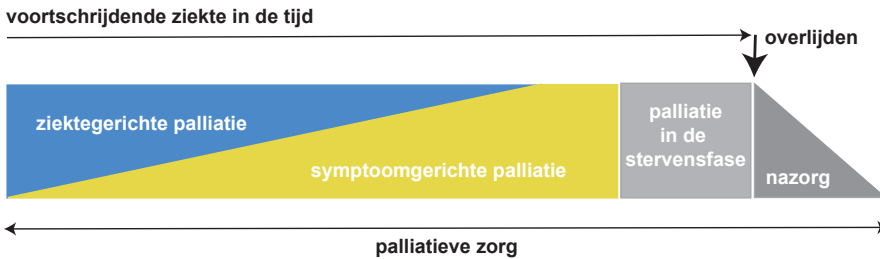 voortschrijdende ziekte in de tijd
overlijden
ziektegerichte palliatie
symptoomgerichte palliatie
palliatie
in de
stervensfase
nazorg
palliatieve zorg